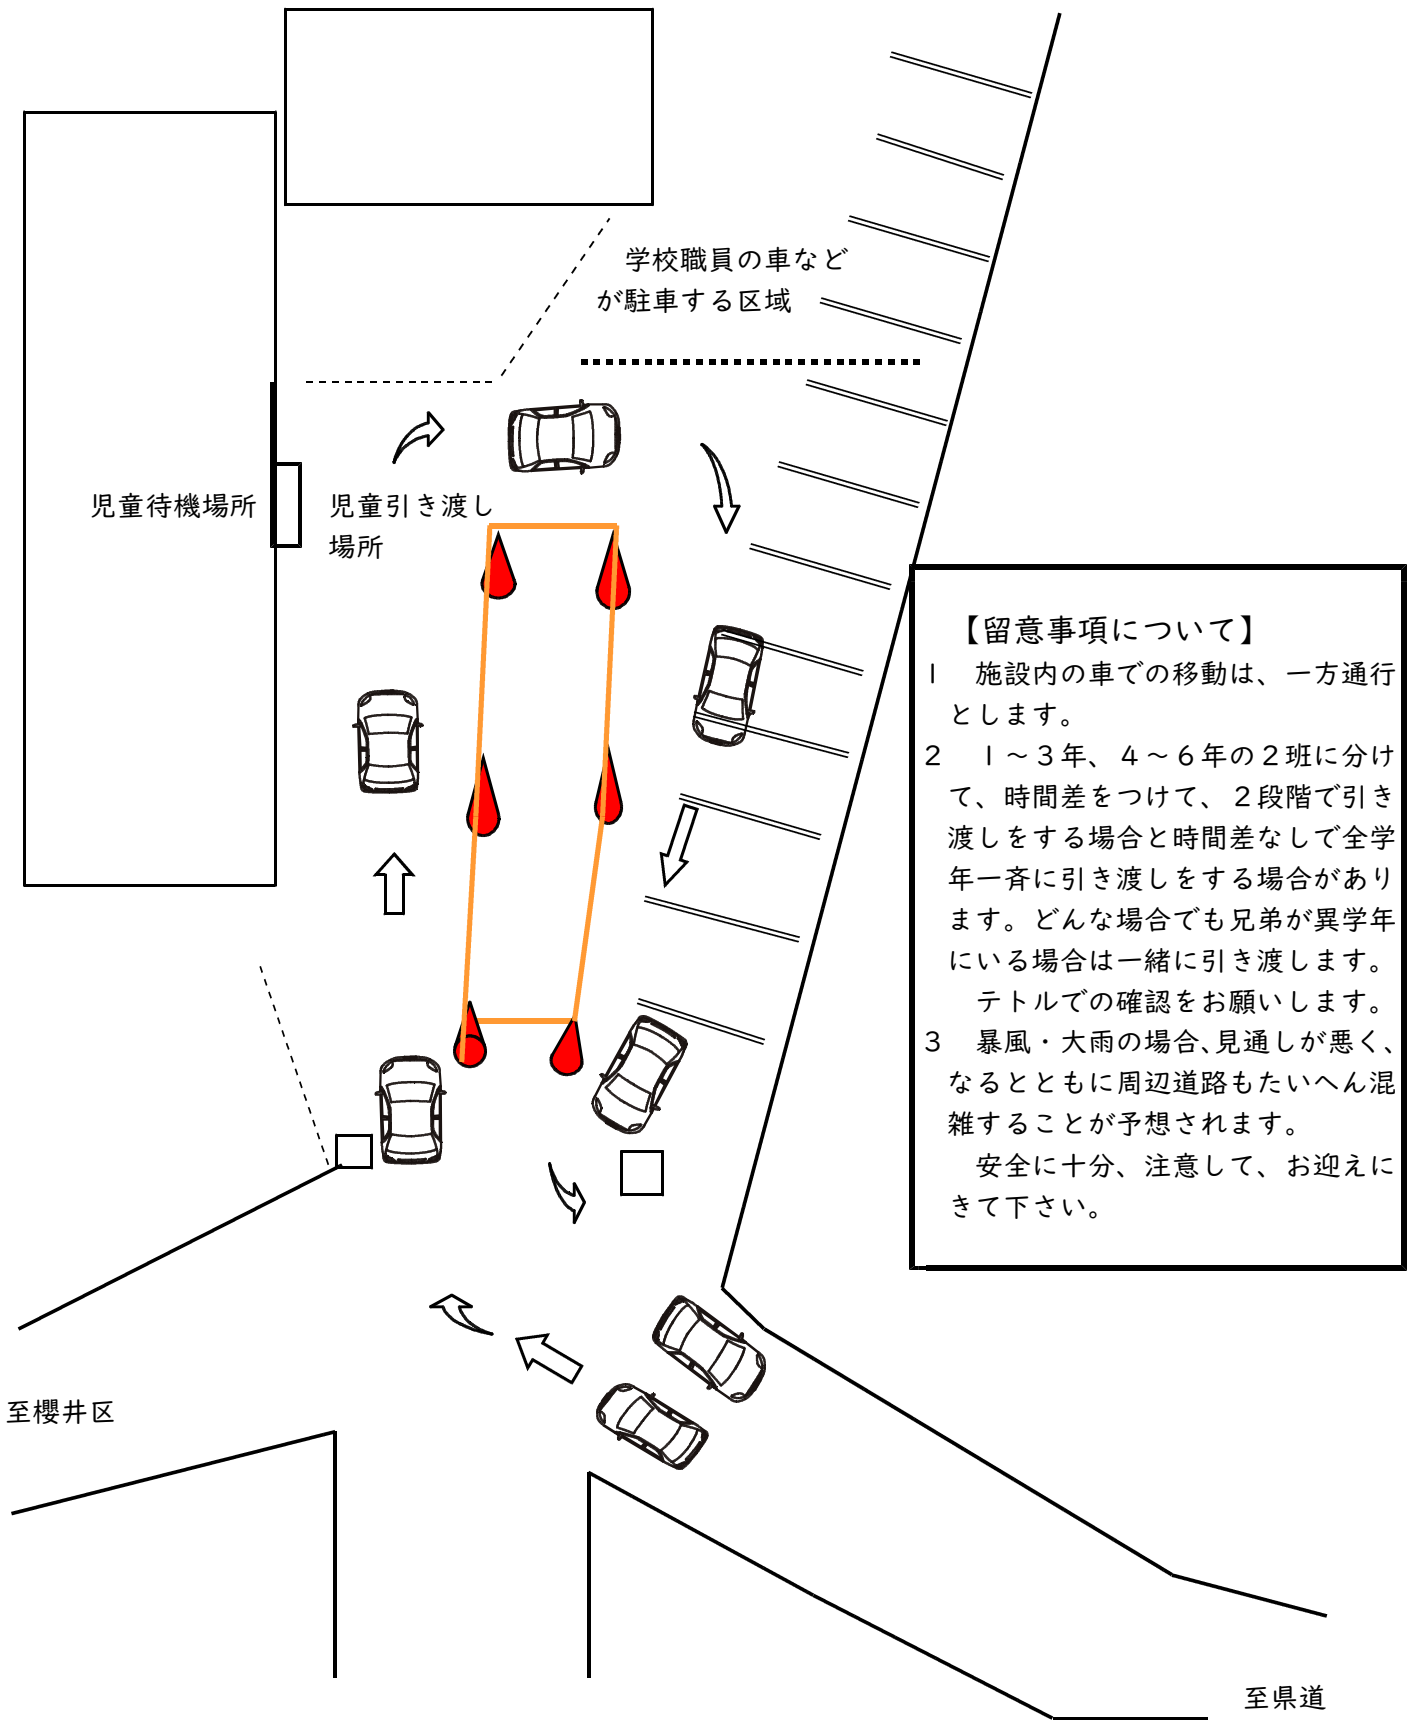 学校職員の車など
が駐車する区域
児童待機場所
児童引き渡し
場所
【留意事項について】
１　施設内の車での移動は、一方通行
とします。
２　１～３年、４～６年の２班に分け
て、時間差をつけて、２段階で引き
渡しをする場合と時間差なしで全学
年一斉に引き渡しをする場合があり
ます。どんな場合でも兄弟が異学年
にいる場合は一緒に引き渡します。
テトルでの確認をお願いします。
３　暴風・大雨の場合、見通しが悪く、
なるとともに周辺道路もたいへん混
雑することが予想されます。
安全に十分、注意して、お迎えに
きて下さい。
至櫻井区
至県道